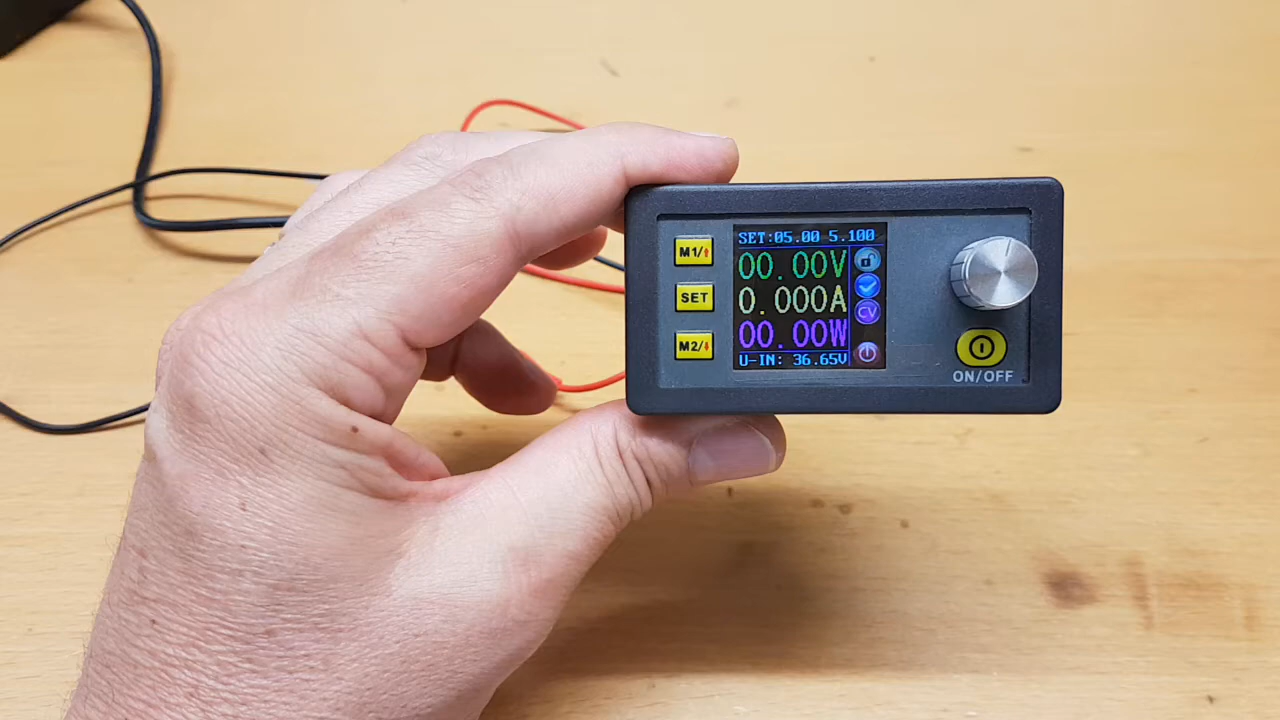 SET:05.00 5.100
M1/↑
00.00V
SET
0.000A
CV
M2/↓
00.00W
U-IN: 36.65V
ON/OFF